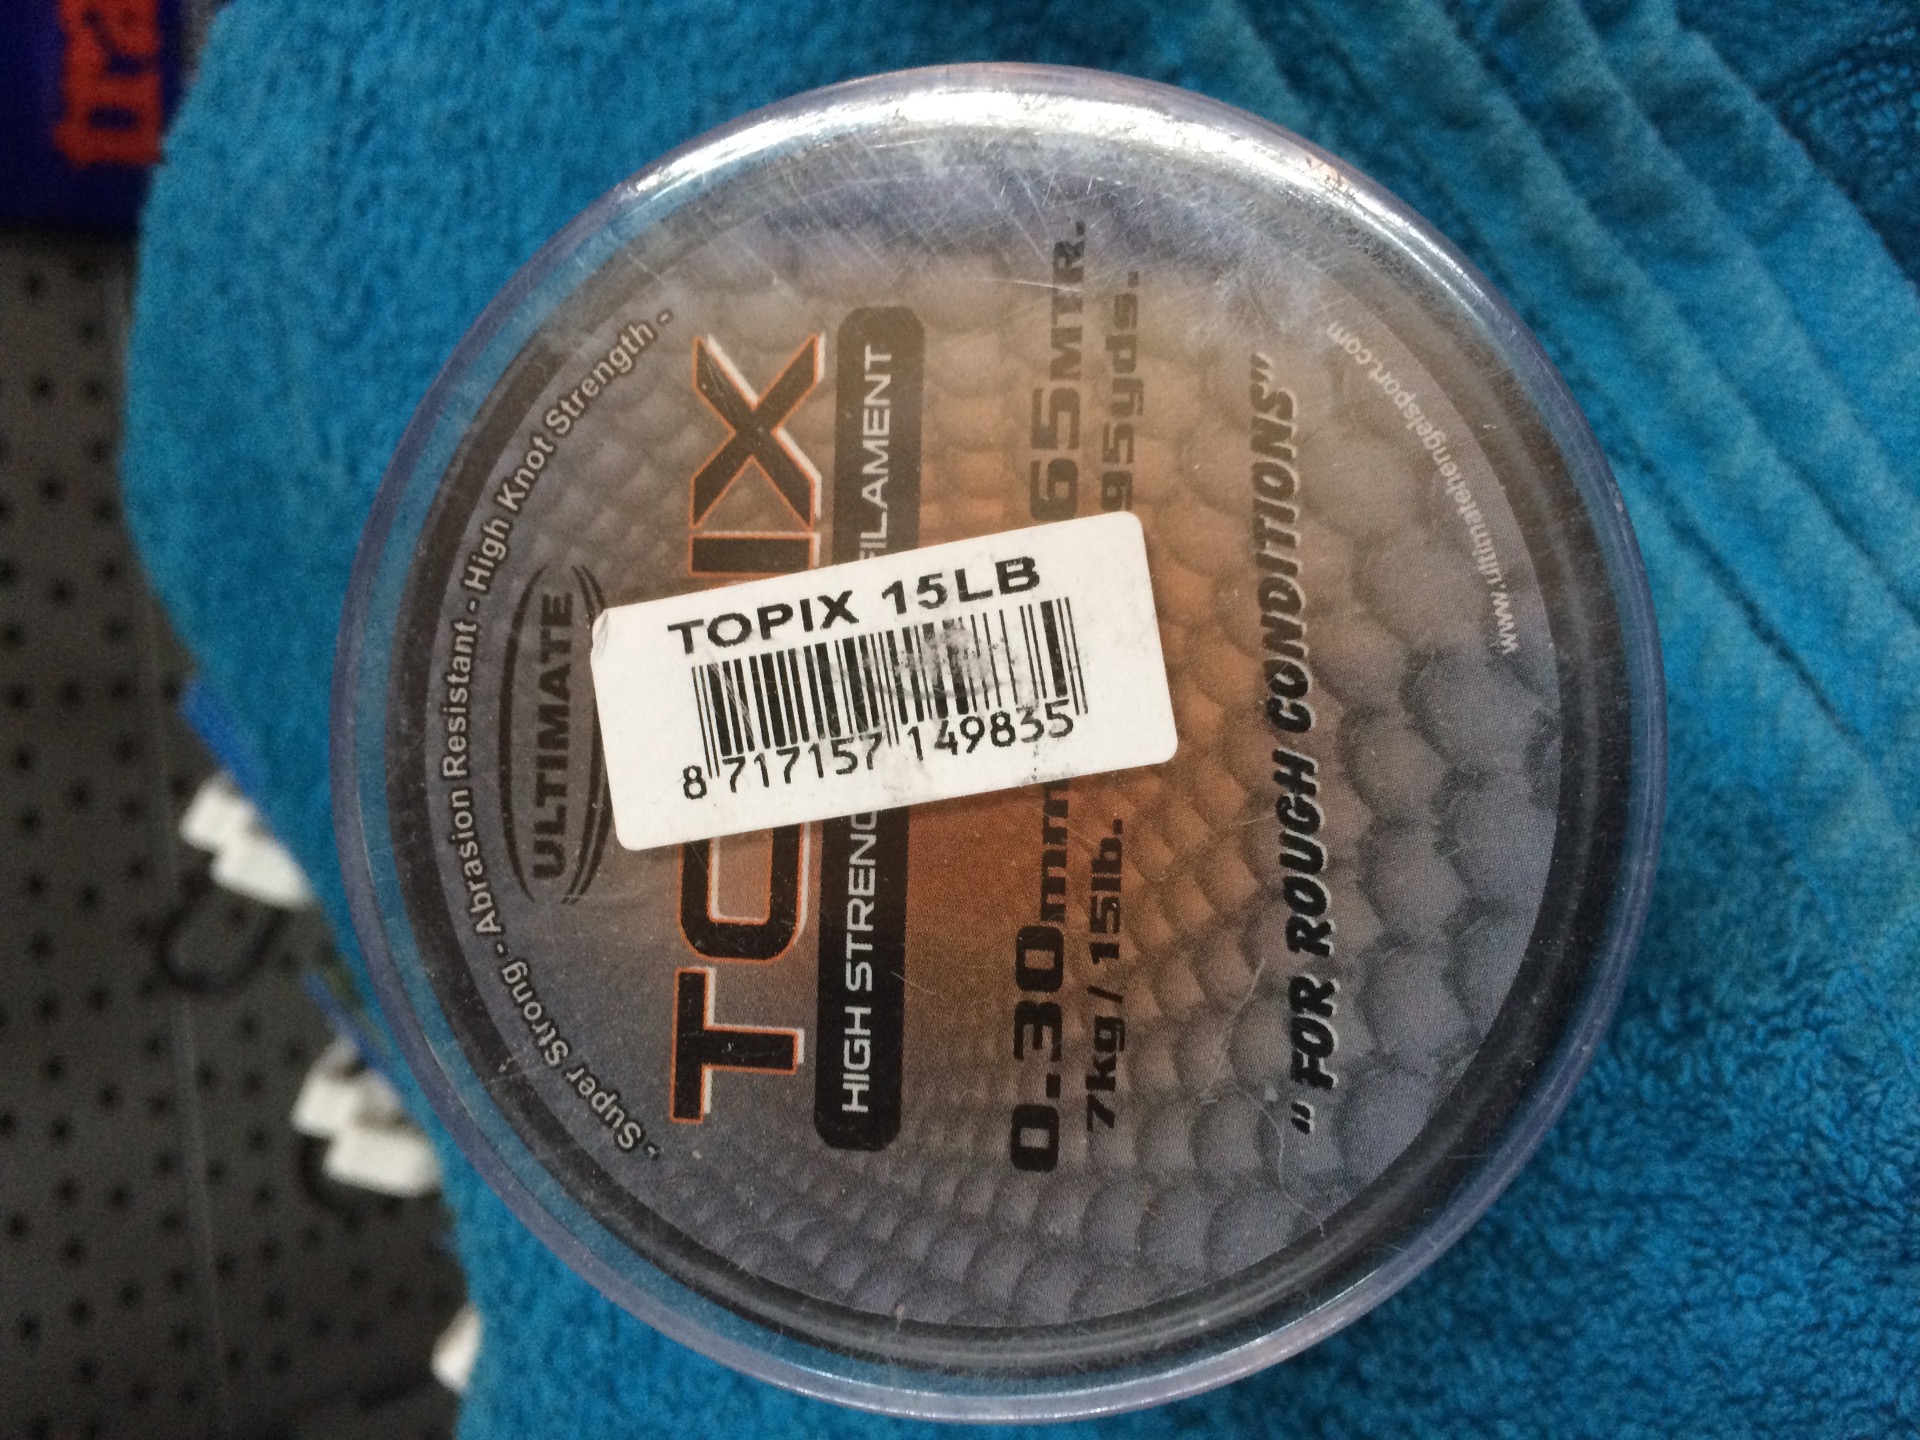 - Super Strong - Abrasion Resistant - High Knot Strength -
ULTIMATE
TOPIX
HIGH STRENG FILAMENT
TOPIX 15LB
8 717157 149835
0.30mm 65MTR.
7kg / 15lb. 95yds.
"FOR ROUGH CONDITIONS"
www.ultimatehengelsport.com